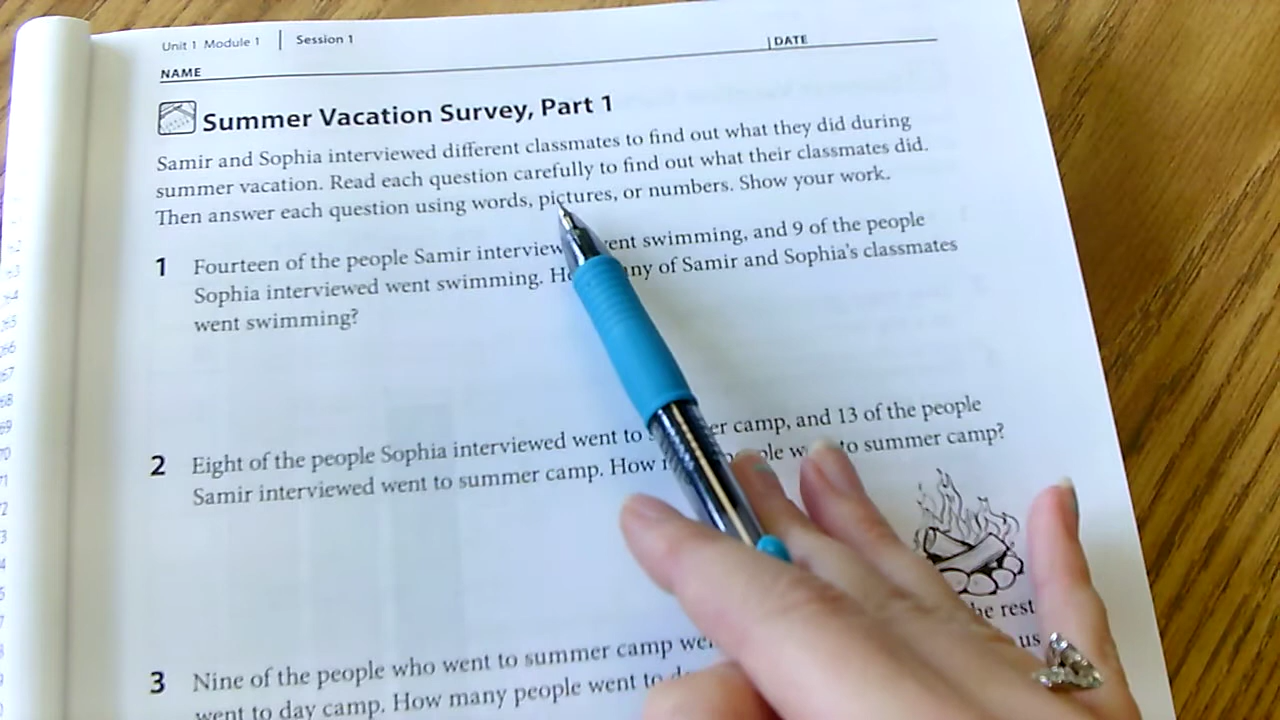 Unit 1 Module 1 | Session 1
NAME | DATE
Summer Vacation Survey, Part 1
Samir and Sophia interviewed different classmates to find out what they did during
summer vacation. Read each question carefully to find out what their classmates did.
Then answer each question using words, pictures, or numbers. Show your work.
1 Fourteen of the people Samir swimming, and 9 of the people
Sophia interviewed went swimming. of Samir and Sophia's classmates
went swimming?
2 Eight of the people Sophia interviewed went to camp, and 13 of the people
Samir interviewed went to summer camp. How to summer camp?
rest
us
3 Nine of the people who went to summer camp
went to day camp. How many people went to